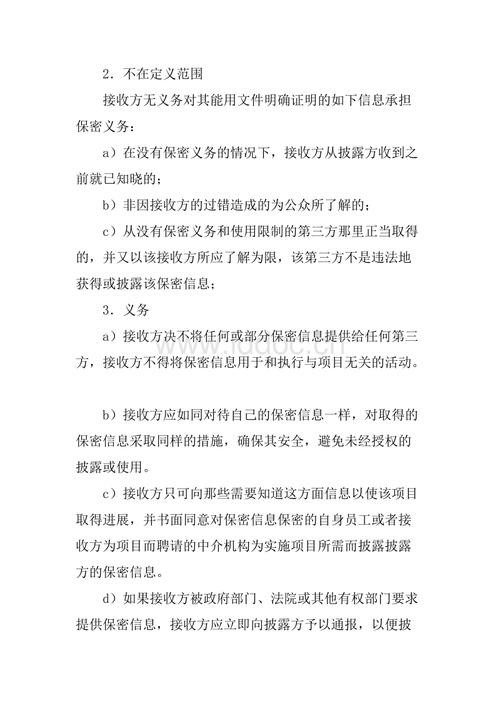 2．不在定义范围
接收方无义务对其能用文件明确证明的如下信息承担
保密义务：
a）在没有保密义务的情况下，接收方从披露方收到之
前就已知晓的；
b）非因接收方的过错造成的为公众所了解的；
c）从没有保密义务和使用限制的第三方那里正当取得
的，并又以该接收方所应了解为限，该第三方不是违法地
获得或披露该保密信息；
3．义务
a）接收方决不将任何或部分保密信息提供给任何第三
方，接收方不得将保密信息用于和执行与项目无关的活动。
b）接收方应如同对待自己的保密信息一样，对取得的
保密信息采取同样的措施，确保其安全，避免未经授权的
披露或使用。
c）接收方只可向那些需要知道这方面信息以使该项目
取得进展，并书面同意对保密信息保密的自身员工或者接
收方为项目而聘请的中介机构为实施项目所需而披露披露
方的保密信息。
d）如果接收方被政府部门、法院或其他有权部门要求
提供保密信息，接收方应立即向披露方予以通报，以便披